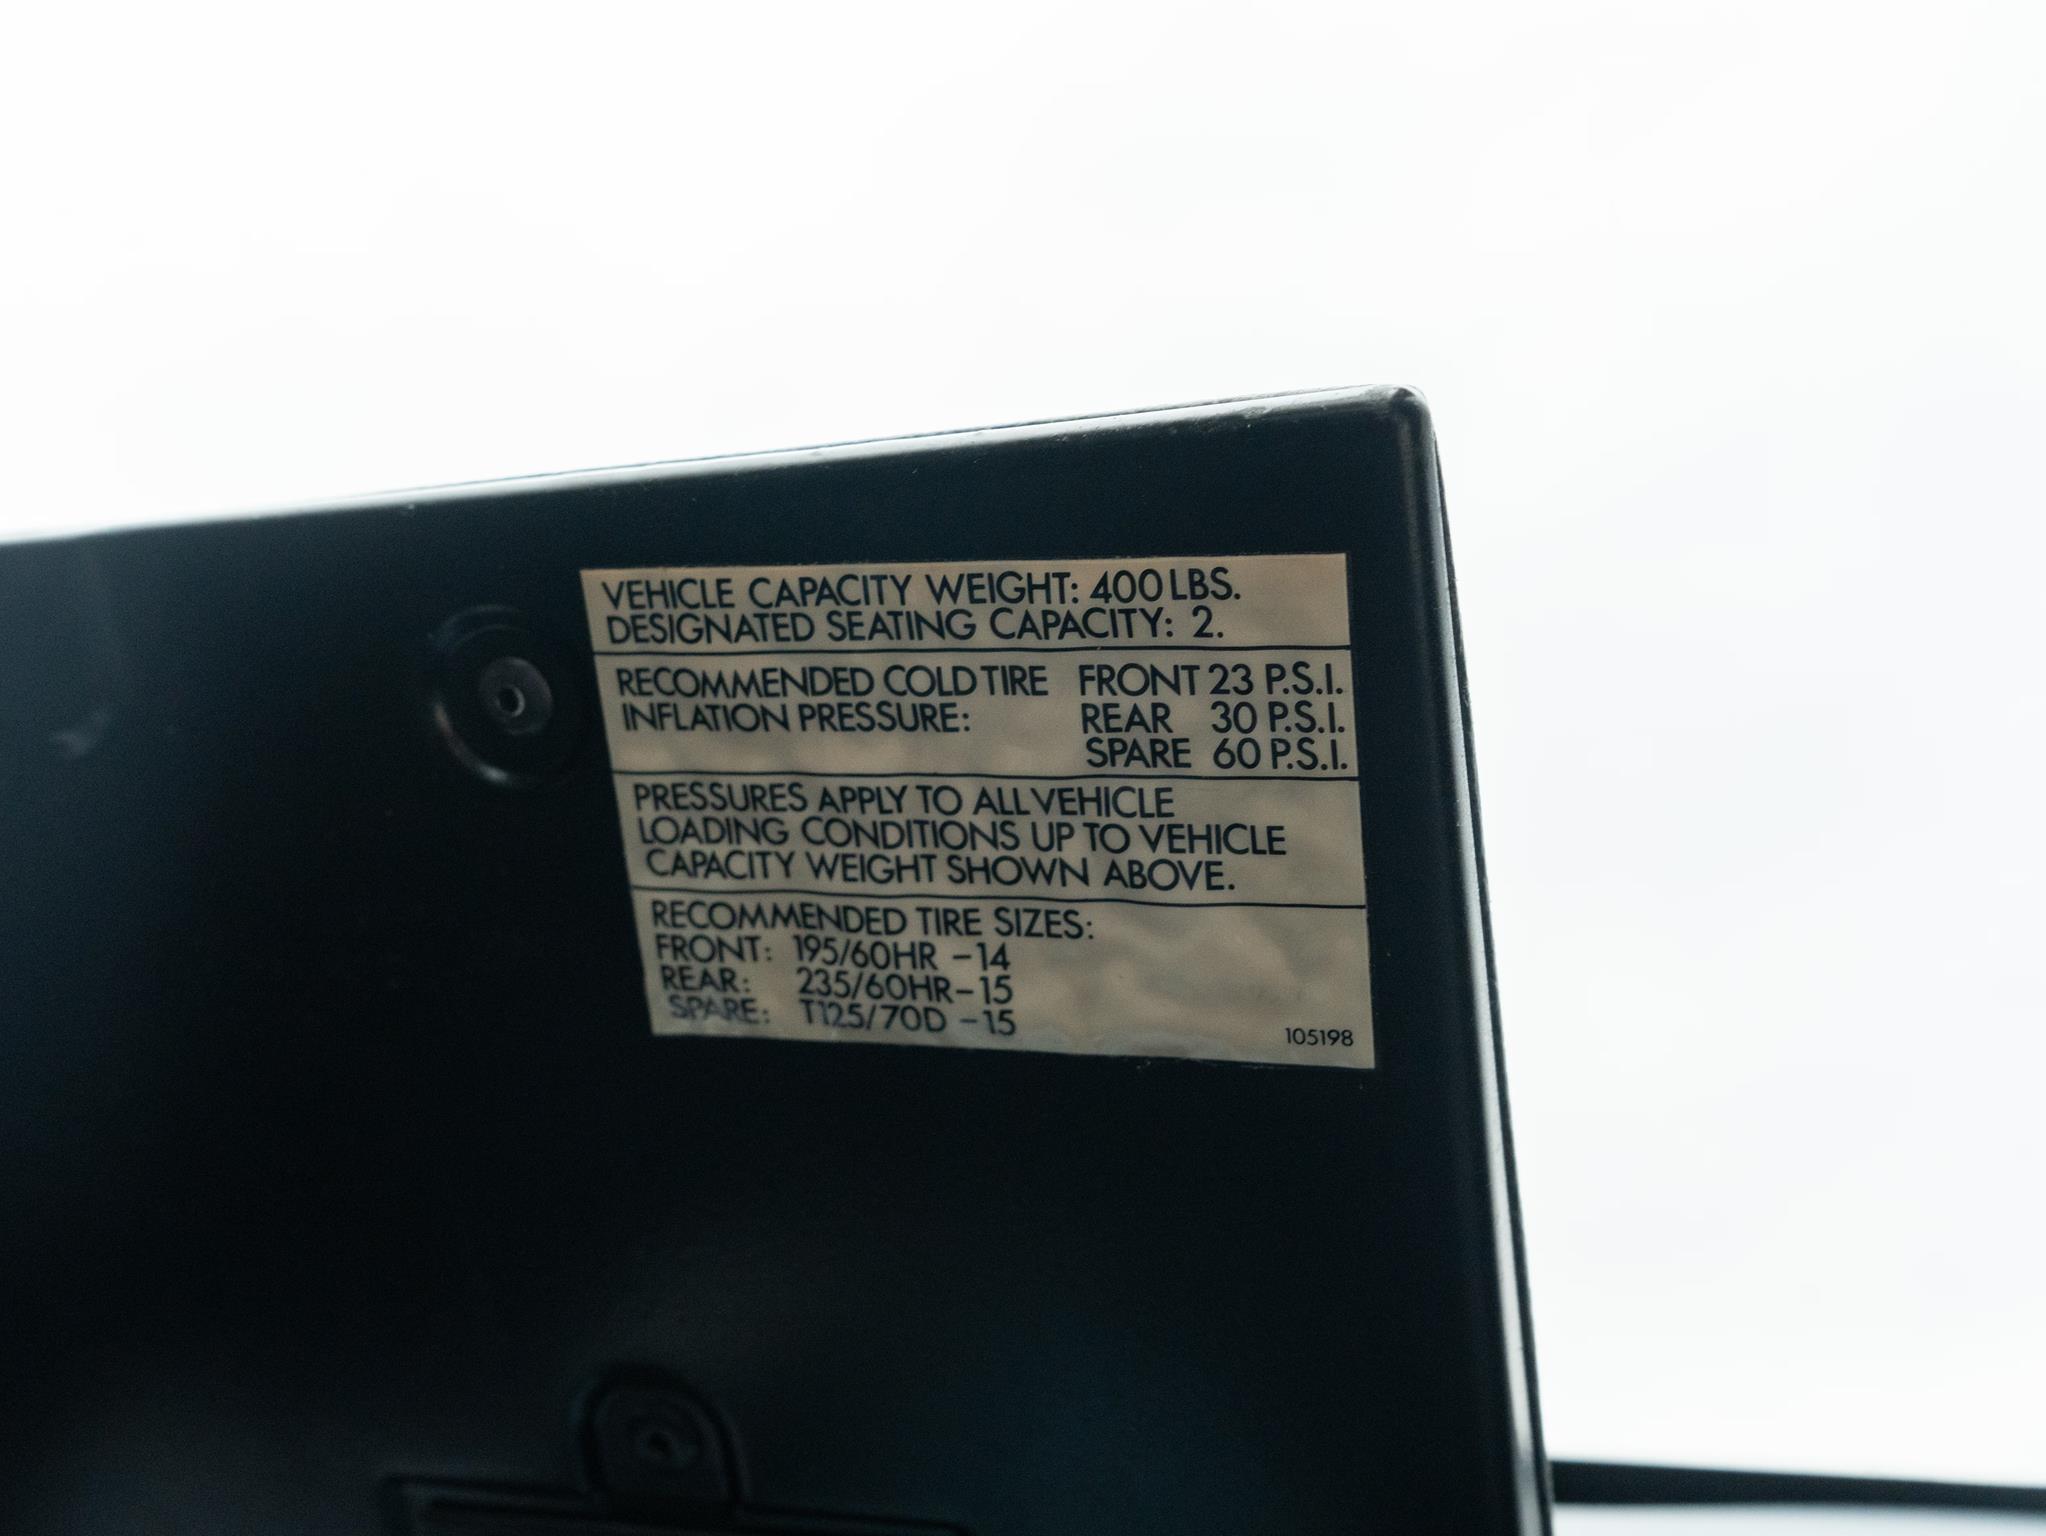 VEHICLE CAPACITY WEIGHT: 400 LBS.
DESIGNATED SEATING CAPACITY: 2.
RECOMMENDED COLD TIRE FRONT 23 P.S.I.
INFLATION PRESSURE: REAR 30 P.S.I.
SPARE 60 P.S.I.
PRESSURES APPLY TO ALL VEHICLE
LOADING CONDITIONS UP TO VEHICLE
CAPACITY WEIGHT SHOWN ABOVE.
RECOMMENDED TIRE SIZES:
FRONT: 195/60HR -14
REAR: 235/60HR-15
SPARE: T125/70D -15
105198